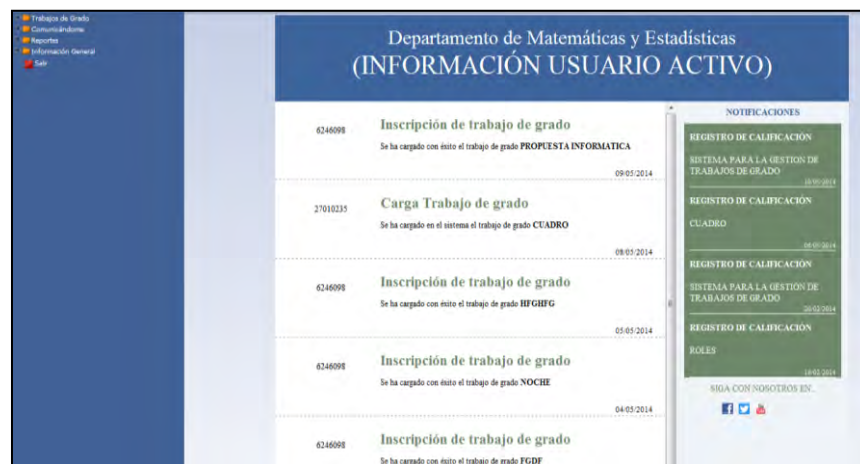 Trabajos de Grado
Comunicándome
Reportes
Información General
Salir
Departamento de Matemáticas y Estadísticas
(INFORMACIÓN USUARIO ACTIVO)
6246098
Inscripción de trabajo de grado
Se ha cargado con éxito el trabajo de grado PROPUESTA INFORMATICA
09/05/2014
27010235
Carga Trabajo de grado
Se ha cargado en el sistema el trabajo de grado CUADRO
08/05/2014
6246098
Inscripción de trabajo de grado
Se ha cargado con éxito el trabajo de grado HFGHFG
05/05/2014
6246098
Inscripción de trabajo de grado
Se ha cargado con éxito el trabajo de grado NOCHE
04/05/2014
6246098
Inscripción de trabajo de grado
Se ha cargado con éxito el trabajo de grado FGDF
NOTIFICACIONES
REGISTRO DE CALIFICACIÓN
SISTEMA PARA LA GESTION DE
TRABAJOS DE GRADO
REGISTRO DE CALIFICACIÓN
CUADRO
REGISTRO DE CALIFICACIÓN
SISTEMA PARA LA GESTION DE
TRABAJOS DE GRADO
REGISTRO DE CALIFICACIÓN
ROLES
SIGA CON NOSOTROS EN..